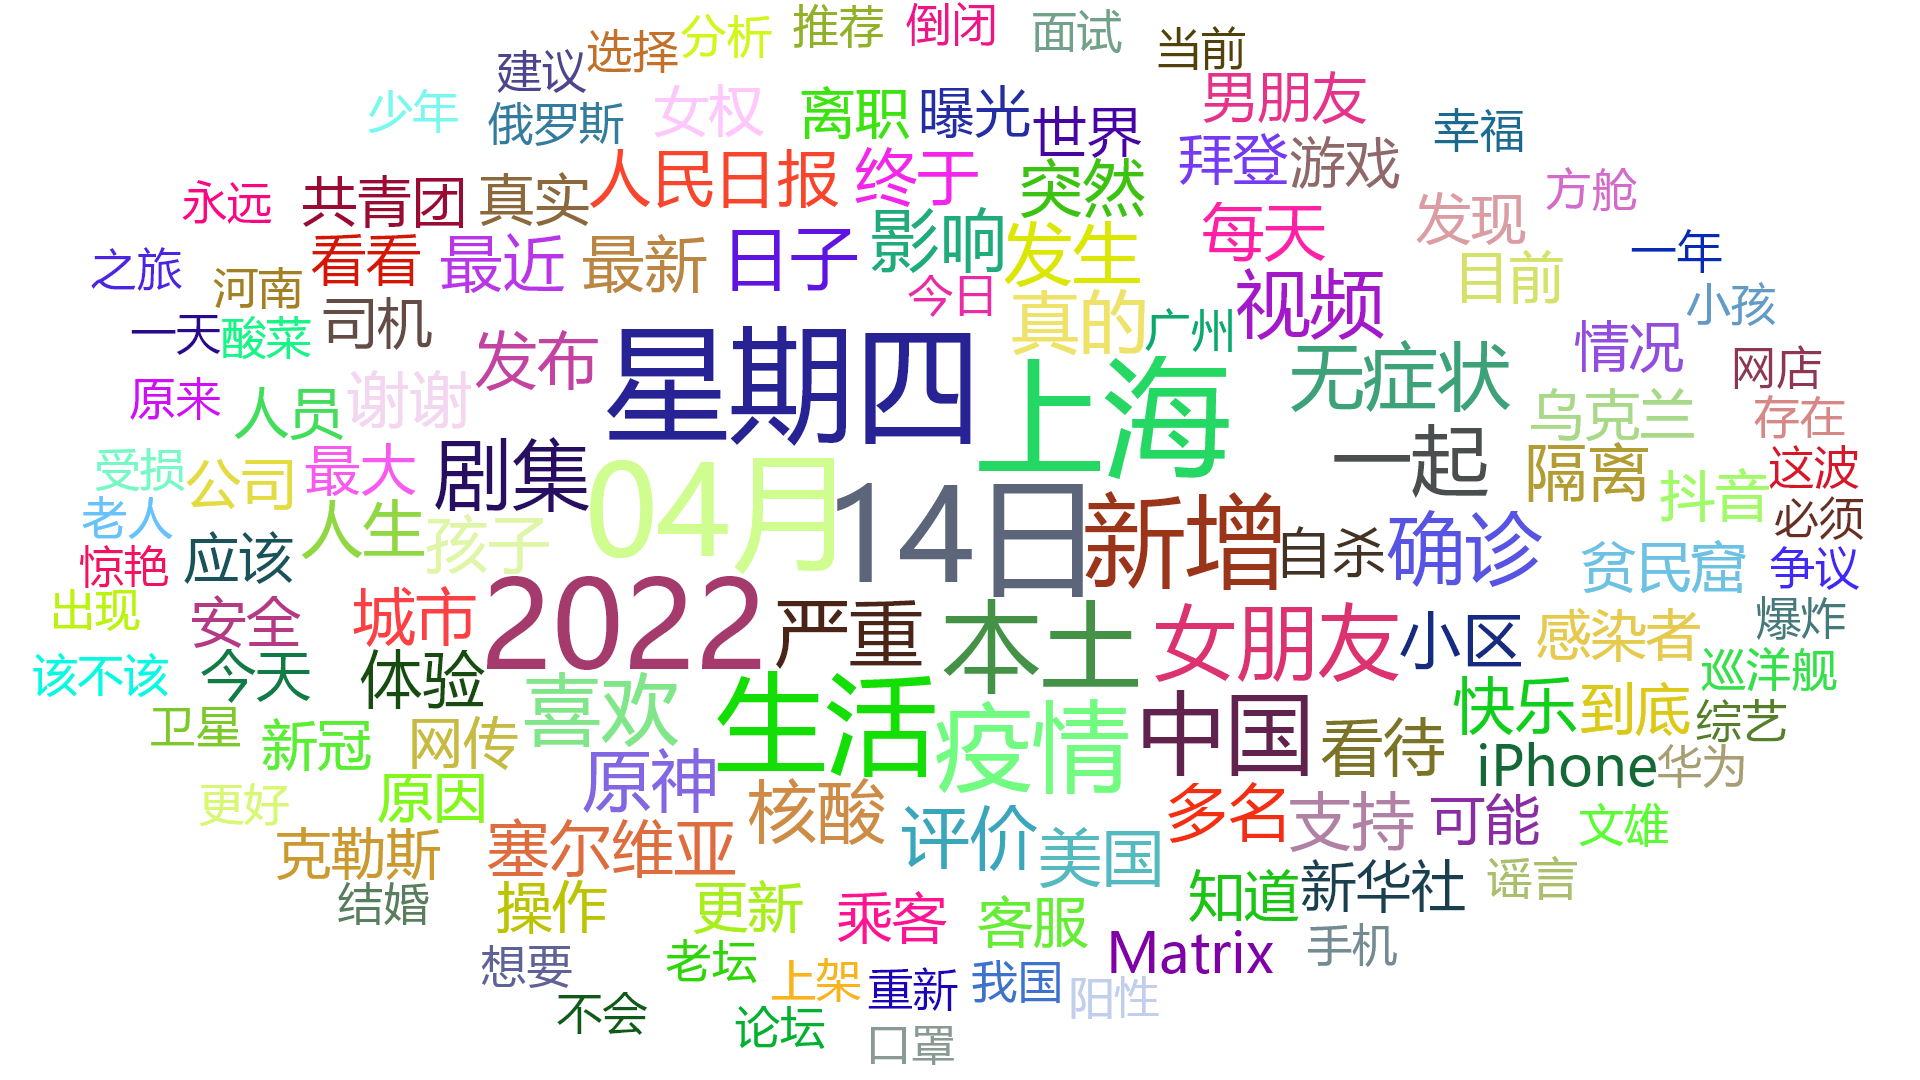 倒闭
推荐
面试
分析
当前
选择
建议
男朋友
少年
俄罗斯
女权
离职
曝光
世界
幸福
拜登
游戏
人民日报
终于
突然
方舱
永远
共青团
真实
影响
每天
发现
之旅
看看
最近
最新
日子
发生
一年
河南
今日
真的
视频
目前
小孩
一天
酸菜
司机
发布
星期四
上海
广州
无症状
情况
网店
原来
人员
谢谢
乌克兰
存在
受损
公司
最大
剧集
04月
14日
一起
隔离
抖音
这波
老人
人生
孩子
新增
自杀
确诊
必须
惊艳
应该
贫民窟
争议
出现
安全
城市
2022
严重
本土
女朋友
小区
感染者
爆炸
该不该
今天
体验
喜欢
生活
疫情
中国
看待
快乐
到底
巡洋舰
卫星
新冠
网传
综艺
iPhone
华为
更好
原因
原神
核酸
评价
美国
多名
支持
可能
文雄
克勒斯
塞尔维亚
知道
新华社
谣言
结婚
操作
更新
乘客
客服
Matrix
手机
想要
老坛
上架
重新
我国
阳性
不会
论坛
口罩